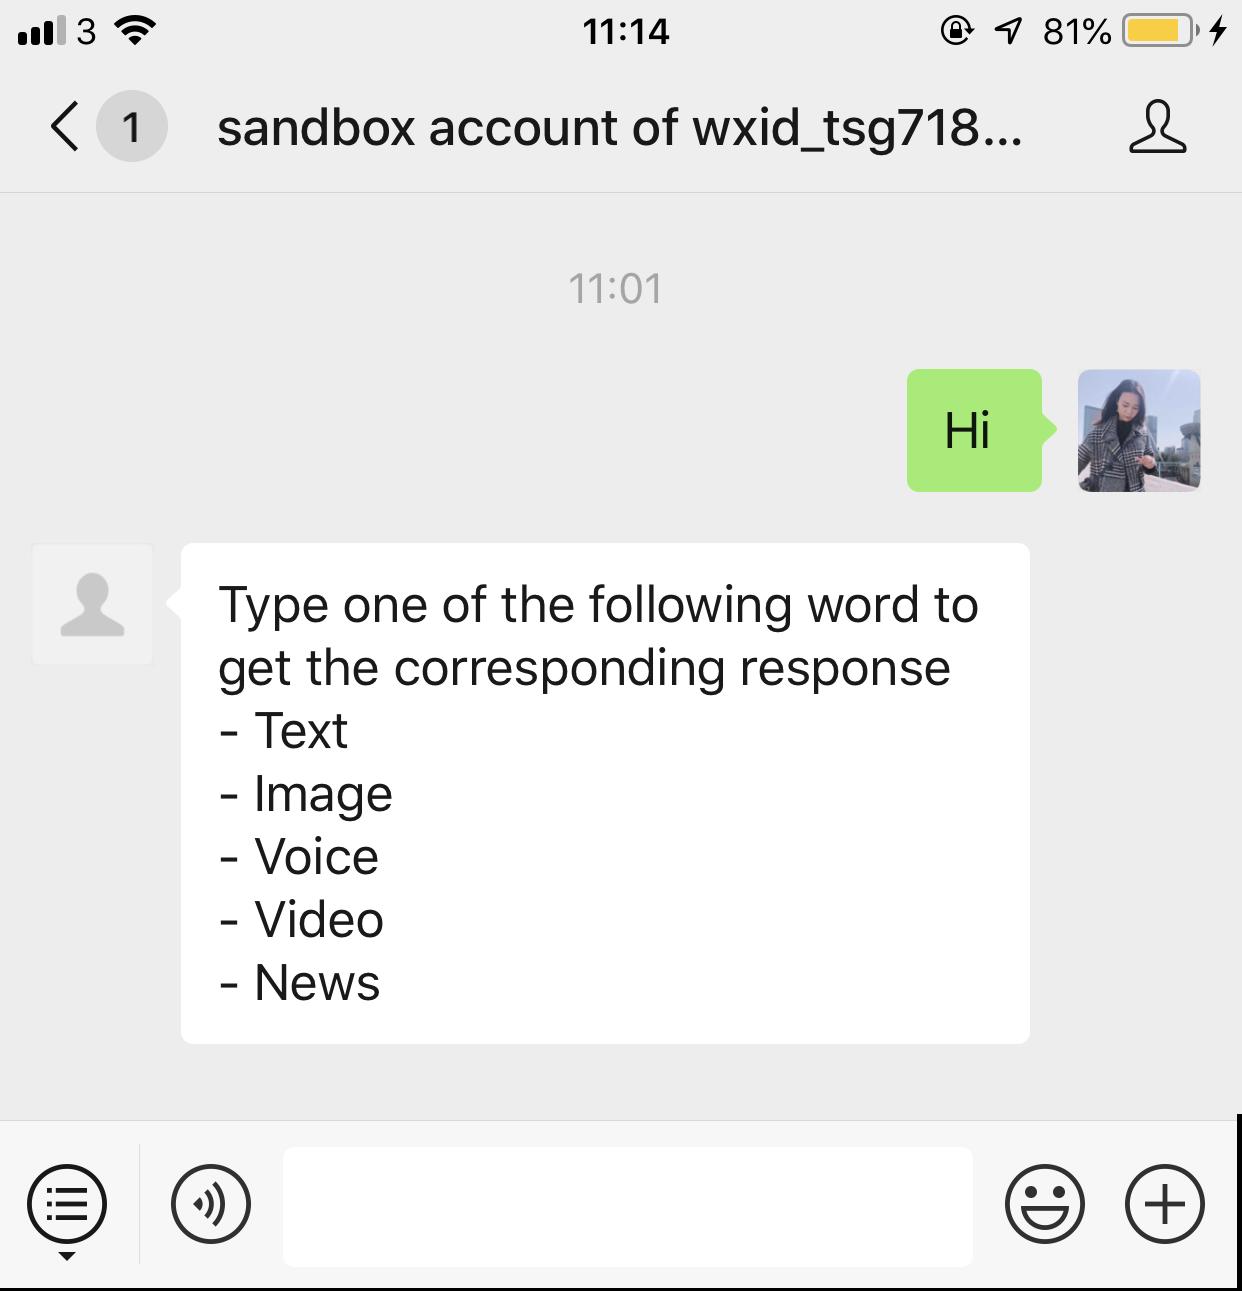 3
11:14
81%
1
sandbox account of wxid_tsg718...
11:01
Hi
Type one of the following word to
get the corresponding response
- Text
- Image
- Voice
- Video
- News